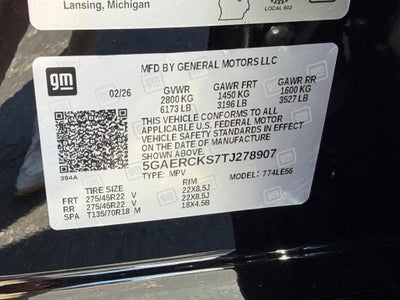 Lansing, Michigan
LOCAL 602
gm
MFD BY GENERAL MOTORS LLC
02/26
GVWR GAWR FRT GAWR RR
2800 KG 1450 KG 1600 KG
6173 LB 3196 LB 3527 LB
THIS VEHICLE CONFORMS TO ALL
APPLICABLE U.S. FEDERAL MOTOR
VEHICLE SAFETY STANDARDS IN EFFECT
ON THE DATE OF MANUFACTURE
SHOWN ABOVE.
5GAERCKS7TJ278907
384A TYPE: MPV MODEL: 774LE56
TIRE SIZE RIM
FRT 275/45R22 V 22X8.5J
RR 275/45R22 V 22X8.5J
SPA T135/70R18 M 18X4.5B